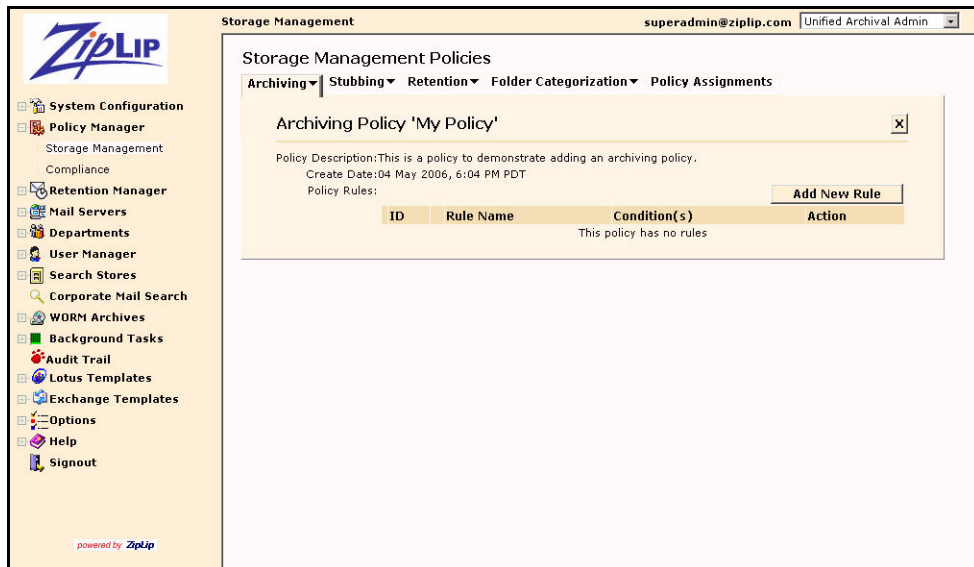 ZipLip
Storage Management
superadmin@ziplip.com
Unified Archival Admin
System Configuration
Policy Manager
Storage Management
Compliance
Retention Manager
Mail Servers
Departments
User Manager
Search Stores
Corporate Mail Search
WORM Archives
Background Tasks
Audit Trail
Lotus Templates
Exchange Templates
Options
Help
Signout
powered by ZipLip
Storage Management Policies
Archiving Stubbing Retention Folder Categorization Policy Assignments
Archiving Policy 'My Policy'
X
Policy Description:This is a policy to demonstrate adding an archiving policy.
Create Date:04 May 2006, 6:04 PM PDT
Policy Rules:
Add New Rule
ID Rule Name Condition(s) Action
This policy has no rules